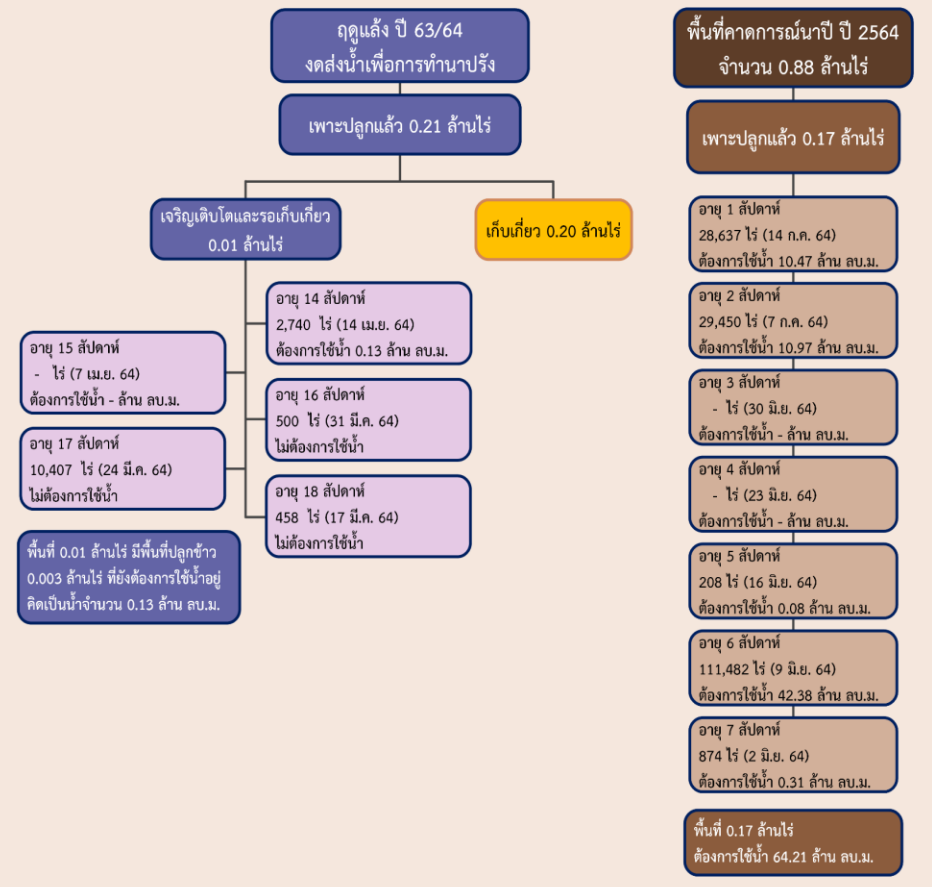 ฤดูแล้ง ปี 63/64
งดส่งน้ำเพื่อการทำนาปรัง
เพาะปลูกแล้ว 0.21 ล้านไร่
เจริญเติบโตและรอเก็บเกี่ยว
0.01 ล้านไร่
เก็บเกี่ยว 0.20 ล้านไร่
อายุ 14 สัปดาห์
2,740 ไร่ (14 เม.ย. 64)
ต้องการใช้น้ำ 0.13 ล้าน ลบ.ม.
อายุ 15 สัปดาห์
- ไร่ (7 เม.ย. 64)
ต้องการใช้น้ำ - ล้าน ลบ.ม.
อายุ 16 สัปดาห์
500 ไร่ (31 มี.ค. 64)
ไม่ต้องการใช้น้ำ
อายุ 17 สัปดาห์
10,407 ไร่ (24 มี.ค. 64)
ไม่ต้องการใช้น้ำ
อายุ 18 สัปดาห์
458 ไร่ (17 มี.ค. 64)
ไม่ต้องการใช้น้ำ
พื้นที่ 0.01 ล้านไร่ มีพื้นที่ปลูกข้าว
0.003 ล้านไร่ ที่ยังต้องการใช้น้ำอยู่
คิดเป็นน้ำจำนวน 0.13 ล้าน ลบ.ม.
พื้นที่คาดการณ์นาปี ปี 2564
จำนวน 0.88 ล้านไร่
เพาะปลูกแล้ว 0.17 ล้านไร่
อายุ 1 สัปดาห์
28,637 ไร่ (14 ก.ค. 64)
ต้องการใช้น้ำ 10.47 ล้าน ลบ.ม.
อายุ 2 สัปดาห์
29,450 ไร่ (7 ก.ค. 64)
ต้องการใช้น้ำ 10.97 ล้าน ลบ.ม.
อายุ 3 สัปดาห์
- ไร่ (30 มิ.ย. 64)
ต้องการใช้น้ำ - ล้าน ลบ.ม.
อายุ 4 สัปดาห์
- ไร่ (23 มิ.ย. 64)
ต้องการใช้น้ำ - ล้าน ลบ.ม.
อายุ 5 สัปดาห์
208 ไร่ (16 มิ.ย. 64)
ต้องการใช้น้ำ 0.08 ล้าน ลบ.ม.
อายุ 6 สัปดาห์
111,482 ไร่ (9 มิ.ย. 64)
ต้องการใช้น้ำ 42.38 ล้าน ลบ.ม.
อายุ 7 สัปดาห์
874 ไร่ (2 มิ.ย. 64)
ต้องการใช้น้ำ 0.31 ล้าน ลบ.ม.
พื้นที่ 0.17 ล้านไร่
ต้องการใช้น้ำ 64.21 ล้าน ลบ.ม.